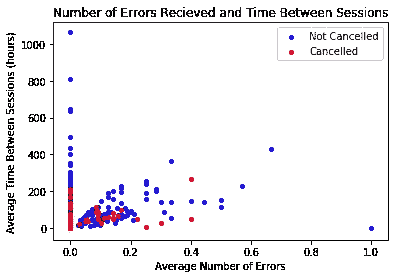 Number of Errors Recieved and Time Between Sessions
Not Cancelled
Cancelled
Average Time Between Sessions (hours)
1000
800
600
400
200
0
0.0 0.2 0.4 0.6 0.8 1.0
Average Number of Errors